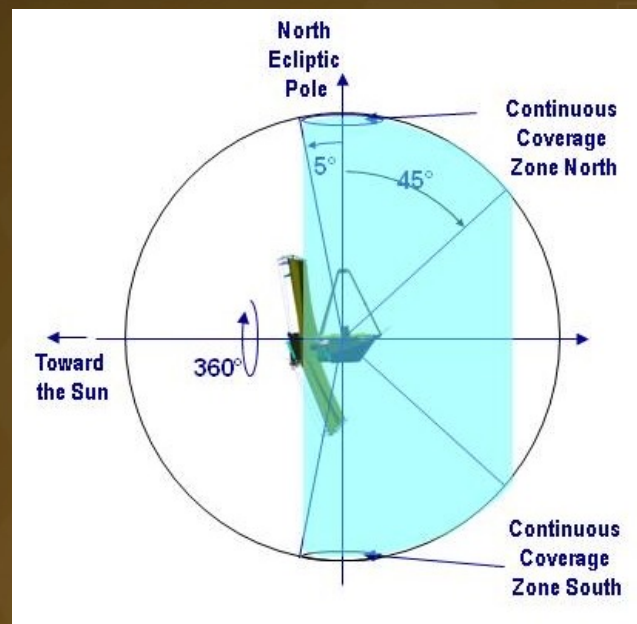 North
Ecliptic
Pole
Continuous
Coverage
Zone North
5°
45°
Toward
the Sun
360°
Continuous
Coverage
Zone South